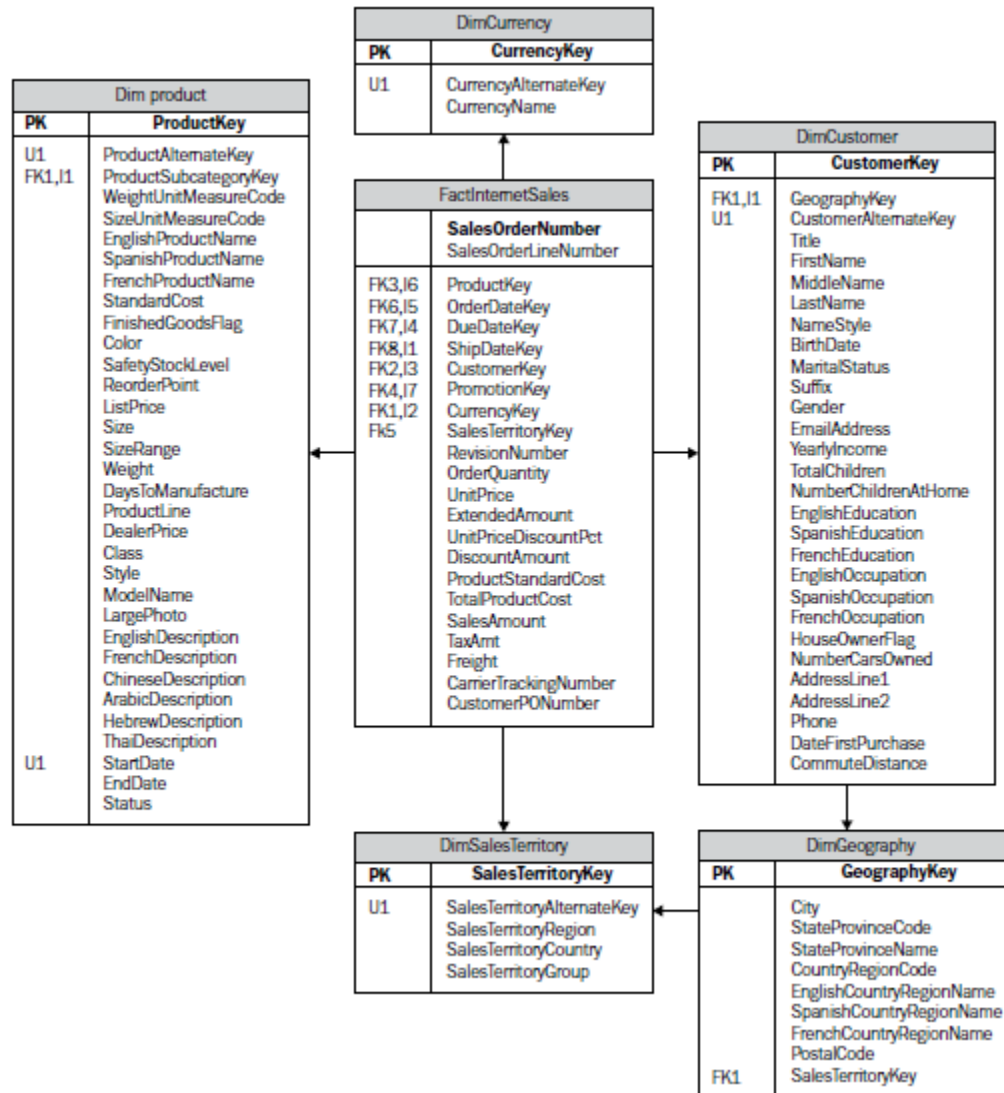 DimCurrency
PK CurrencyKey
U1 CurrencyAlternateKey
CurrencyName
Dim product
PK ProductKey
U1 ProductAlternateKey
FK1,I1 ProductSubcategoryKey
WeightUnitMeasureCode
SizeUnitMeasureCode
EnglishProductName
SpanishProductName
FrenchProductName
StandardCost
FinishedGoodsFlag
Color
SafetyStockLevel
ReorderPoint
ListPrice
Size
SizeRange
Weight
DaysToManufacture
ProductLine
DealerPrice
Class
Style
ModelName
LargePhoto
EnglishDescription
FrenchDescription
ChineseDescription
ArabicDescription
HebrewDescription
ThaiDescription
U1 StartDate
EndDate
Status
FactInternetSales
SalesOrderNumber
SalesOrderLineNumber
FK3,I6 ProductKey
FK6,I5 OrderDateKey
FK7,I4 DueDateKey
FK8,I1 ShipDateKey
FK2,I3 CustomerKey
FK4,I7 PromotionKey
FK1,I2 CurrencyKey
Fk5 SalesTerritoryKey
RevisionNumber
OrderQuantity
UnitPrice
ExtendedAmount
UnitPriceDiscountPct
DiscountAmount
ProductStandardCost
TotalProductCost
SalesAmount
TaxAmt
Freight
CarrierTrackingNumber
CustomerPONumber
DimCustomer
PK CustomerKey
FK1,I1 GeographyKey
U1 CustomerAlternateKey
Title
FirstName
MiddleName
LastName
NameStyle
BirthDate
MaritalStatus
Suffix
Gender
EmailAddress
YearlyIncome
TotalChildren
NumberChildrenAtHome
EnglishEducation
SpanishEducation
FrenchEducation
EnglishOccupation
SpanishOccupation
FrenchOccupation
HouseOwnerFlag
NumberCarsOwned
AddressLine1
AddressLine2
Phone
DateFirstPurchase
CommuteDistance
DimSalesTerritory
PK SalesTerritoryKey
U1 SalesTerritoryAlternateKey
SalesTerritoryRegion
SalesTerritoryCountry
SalesTerritoryGroup
DimGeography
PK GeographyKey
City
StateProvinceCode
StateProvinceName
CountryRegionCode
EnglishCountryRegionName
SpanishCountryRegionName
FrenchCountryRegionName
PostalCode
FK1 SalesTerritoryKey